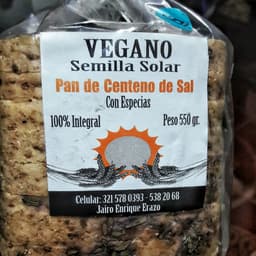 VEGANO
Semilla Solar
Pan de Centeno de Sal
Con Especias
100% Integral
Peso 550 gr.
Celular: 321 578 0393 - 538 20 68
Jairo Enrique Erazo